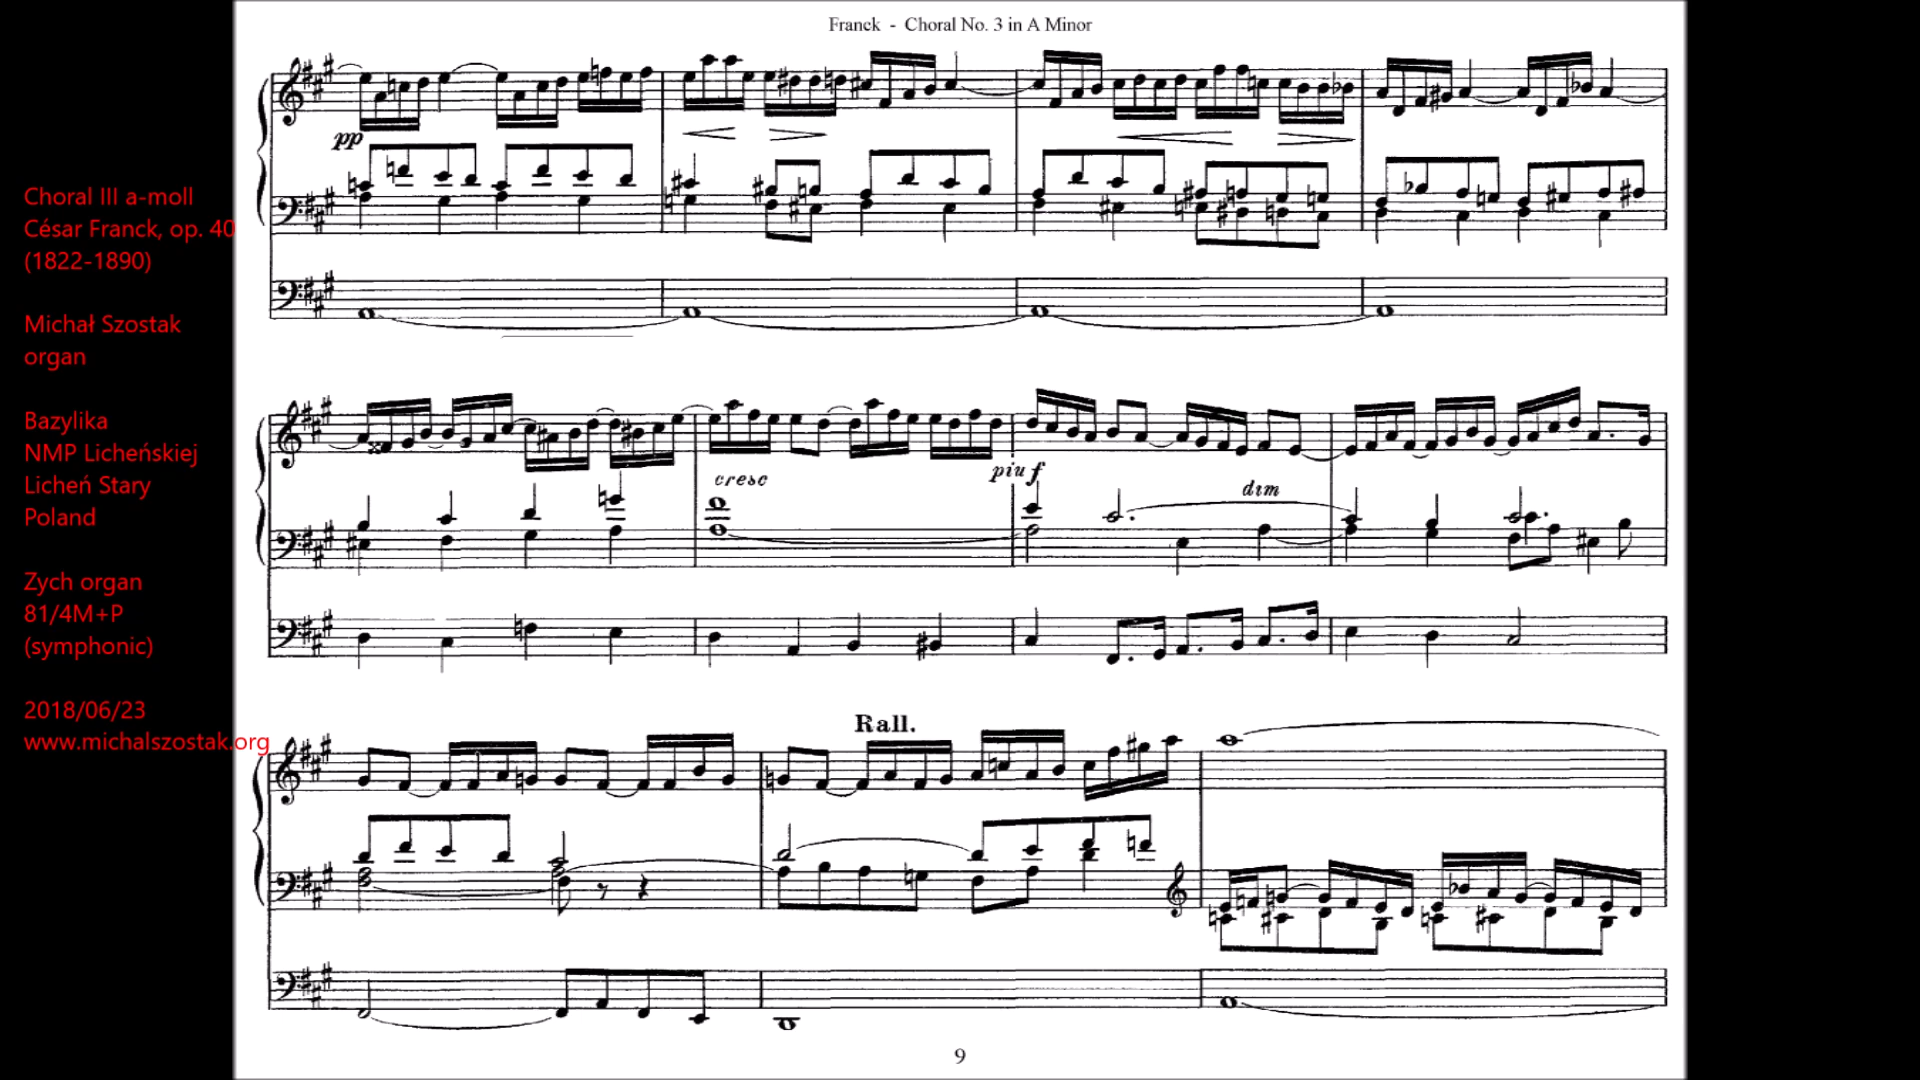 Franck - Choral No. 3 in A Minor
pp
Choral III a-moll
César Franck, op. 40
(1822-1890)
Michał Szostak
organ
Bazylika
NMP Licheńskiej
Licheń Stary
Poland
Zych organ
81/4M+P
(symphonic)
2018/06/23
www.michalszostak.org
cresc
piu f
dim
Rall.
9